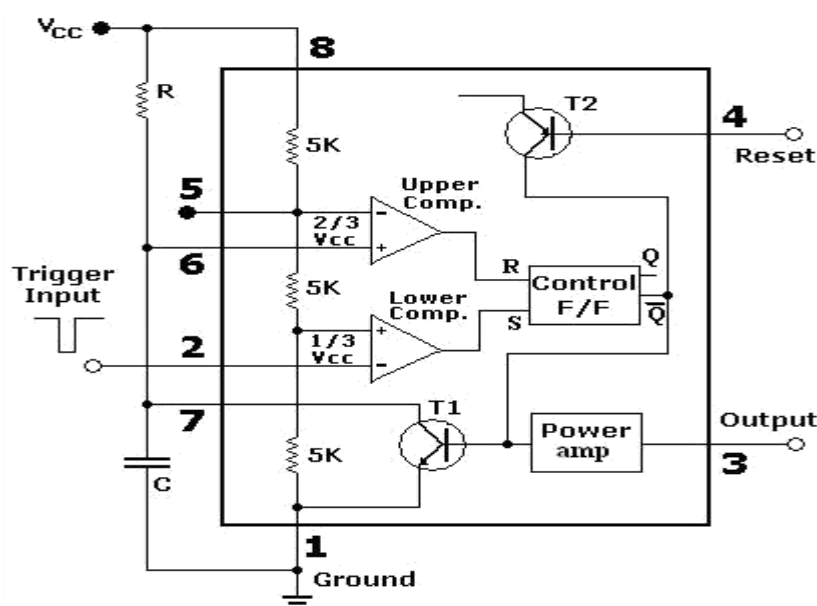 VCC
8
R
T2
4
Reset
5K
5
Upper
Comp.
2/3
Vcc
6
R
Q
Control
F/F
Q̅
S
Trigger
Input
5K
Lower
Comp.
1/3
Vcc
2
7
T1
Output
Power
amp
3
5K
C
1
Ground